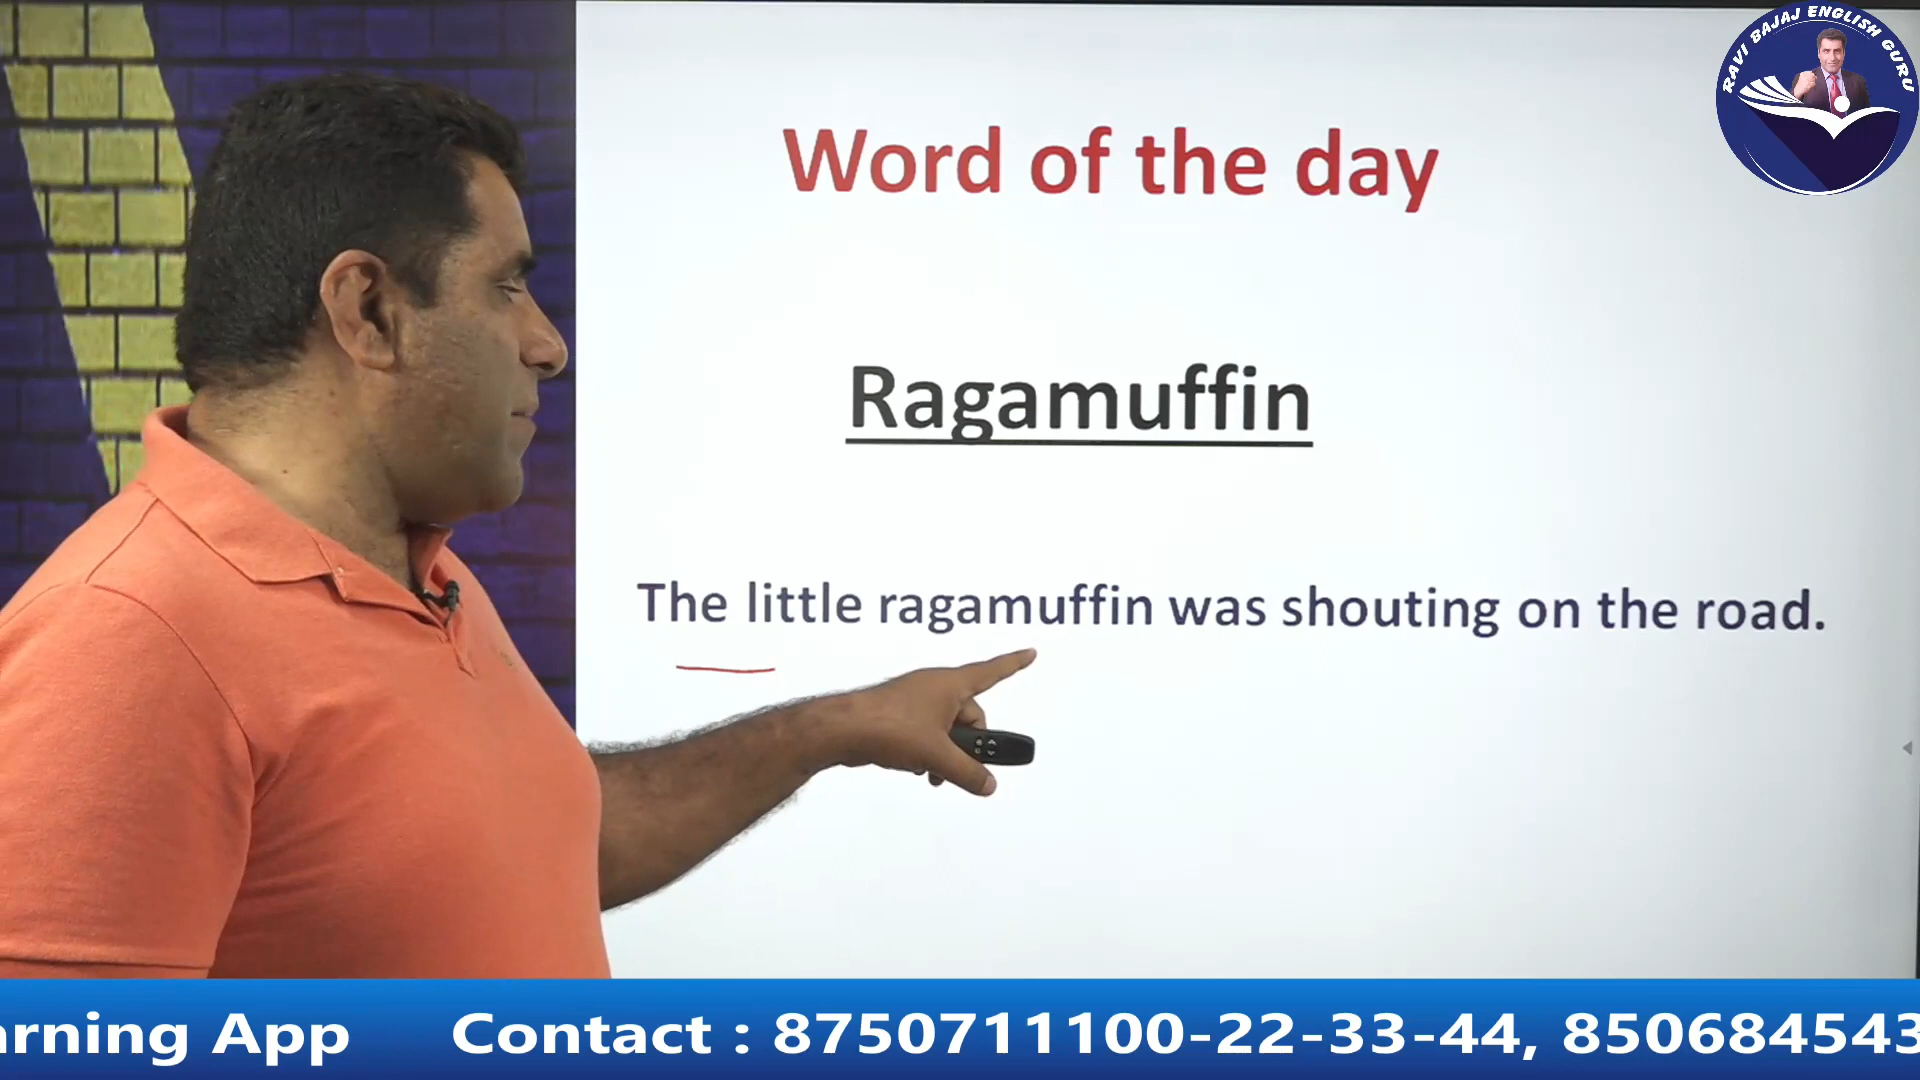 RAVI BAJAJ ENGLISH GURU
Word of the day
Ragamuffin
The little ragamuffin was shouting on the road.
arning App Contact : 8750711100-22-33-44, 850684543